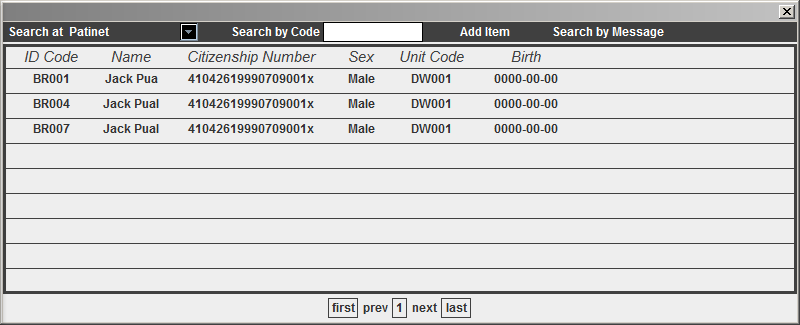 Search at Patinet Search by Code Add Item Search by Message
ID Code Name Citizenship Number Sex Unit Code Birth
BR001 Jack Pua 41042619990709001x Male DW001 0000-00-00
BR004 Jack Pual 41042619990709001x Male DW001 0000-00-00
BR007 Jack Pual 41042619990709001x Male DW001 0000-00-00
first prev 1 next last